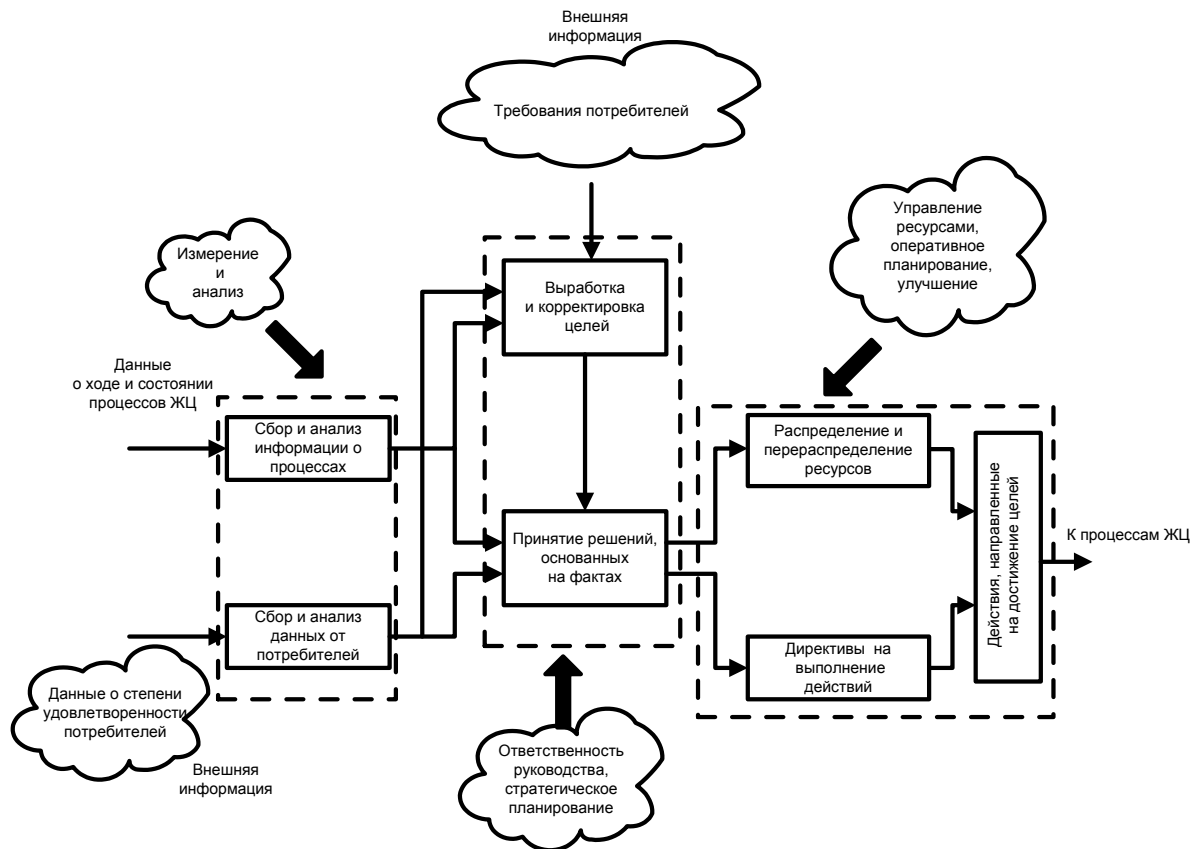 Внешняя
информация
Требования потребителей
Управление
ресурсами,
оперативное
планирование,
улучшение
Измерение
и
анализ
Выработка
и корректировка
целей
Данные
о ходе и состоянии
процессов ЖЦ
Сбор и анализ
информации о
процессах
Распределение и
перераспределение
ресурсов
Принятие решений,
основанных
на фактах
Действия, направленные
на достижение целей
К процессам ЖЦ
Сбор и анализ
данных от
потребителей
Директивы на
выполнение
действий
Данные о степени
удовлетворенности
потребителей
Внешняя
информация
Ответственность
руководства,
стратегическое
планирование